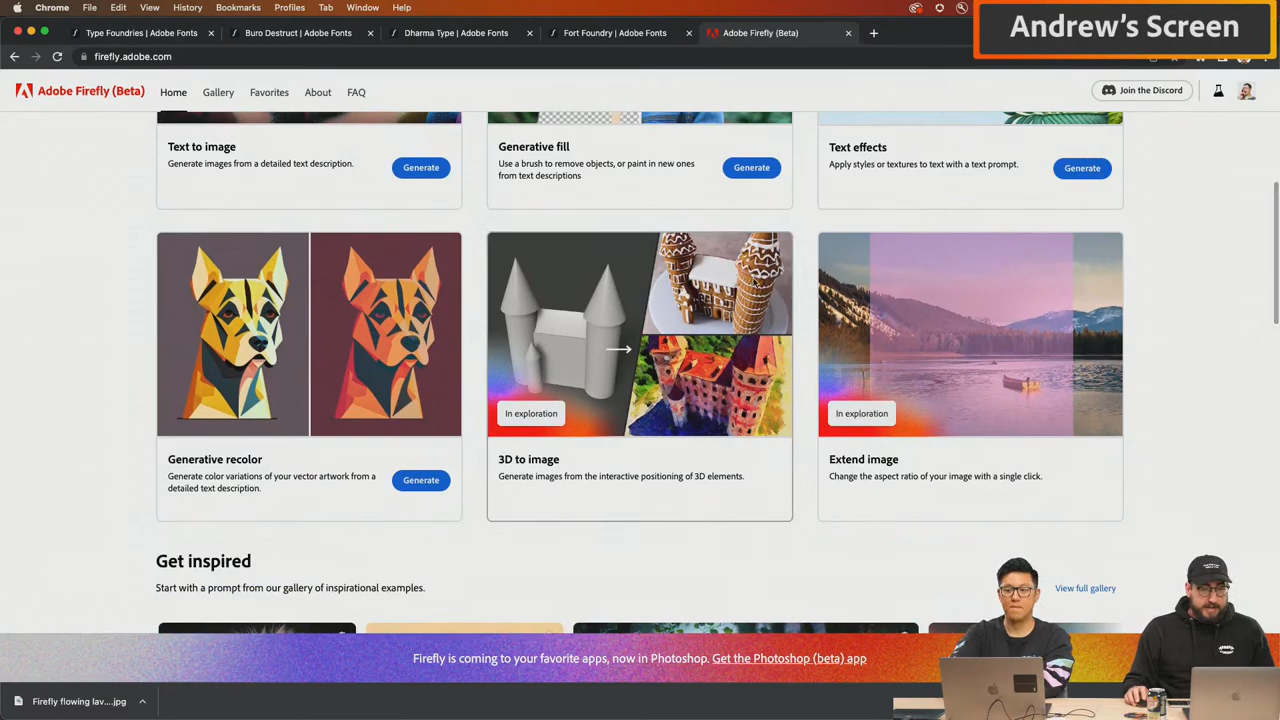 Chrome File Edit View History Bookmarks Profiles Tab Window Help
Andrew's Screen
Type Foundries | Adobe Fonts
Buro Destruct | Adobe Fonts
Dharma Type | Adobe Fonts
Fort Foundry | Adobe Fonts
Adobe Firefly (Beta)
firefly.adobe.com
Adobe Firefly (Beta)
Home Gallery Favorites About FAQ
Join the Discord
Text to image
Generate images from a detailed text description.
Generate
Generative fill
Use a brush to remove objects, or paint in new ones
from text descriptions
Generate
Text effects
Apply styles or textures to text with a text prompt.
Generate
In exploration
In exploration
Generative recolor
Generate color variations of your vector artwork from a
detailed text description.
Generate
3D to image
Generate images from the interactive positioning of 3D elements.
Extend image
Change the aspect ratio of your image with a single click.
Get inspired
Start with a prompt from our gallery of inspirational examples.
View full gallery
Firefly is coming to your favorite apps, now in Photoshop. Get the Photoshop (beta) app
Firefly flowing lav....jpg